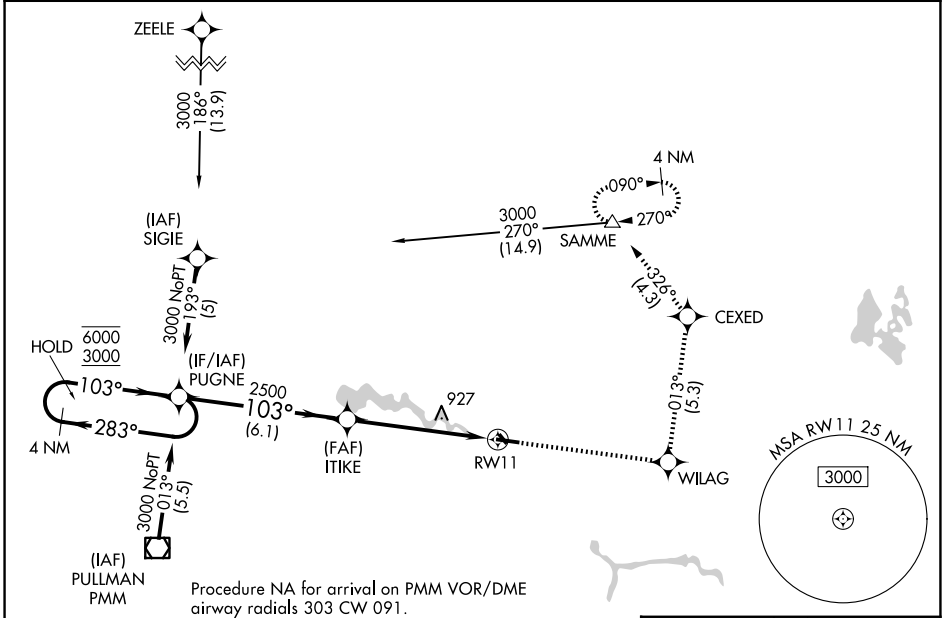 ZEELE
3000
186°
(13.9)
4 NM
090°
270°
SAMME
3000
270°
(14.9)
(IAF)
SIGIE
3000 NoPT
193°
(5)
326°
(4.3)
CEXED
HOLD
6000
3000
(IF/IAF)
PUGNE
103°
2500
103°
(6.1)
927
013°
(5.3)
283°
4 NM
(FAF)
ITIKE
RW11
WILAG
MSA RW11 25 NM
3000
3000 NoPT
013°
(5.5)
(IAF)
PULLMAN
PMM
Procedure NA for arrival on PMM VOR/DME
airway radials 303 CW 091.